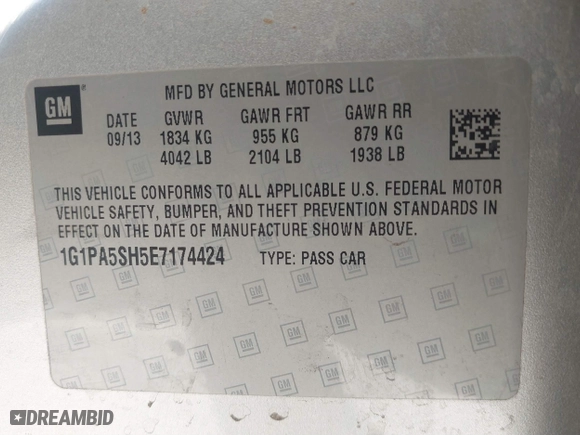 GM
MFD BY GENERAL MOTORS LLC
DATE GVWR GAWR FRT GAWR RR
09/13 1834 KG 955 KG 879 KG
4042 LB 2104 LB 1938 LB
THIS VEHICLE CONFORMS TO ALL APPLICABLE U.S. FEDERAL MOTOR
VEHICLE SAFETY, BUMPER, AND THEFT PREVENTION STANDARDS IN
EFFECT ON THE DATE OF MANUFACTURE SHOWN ABOVE.
1G1PA5SH5E7174424 TYPE: PASS CAR
DREAMBID